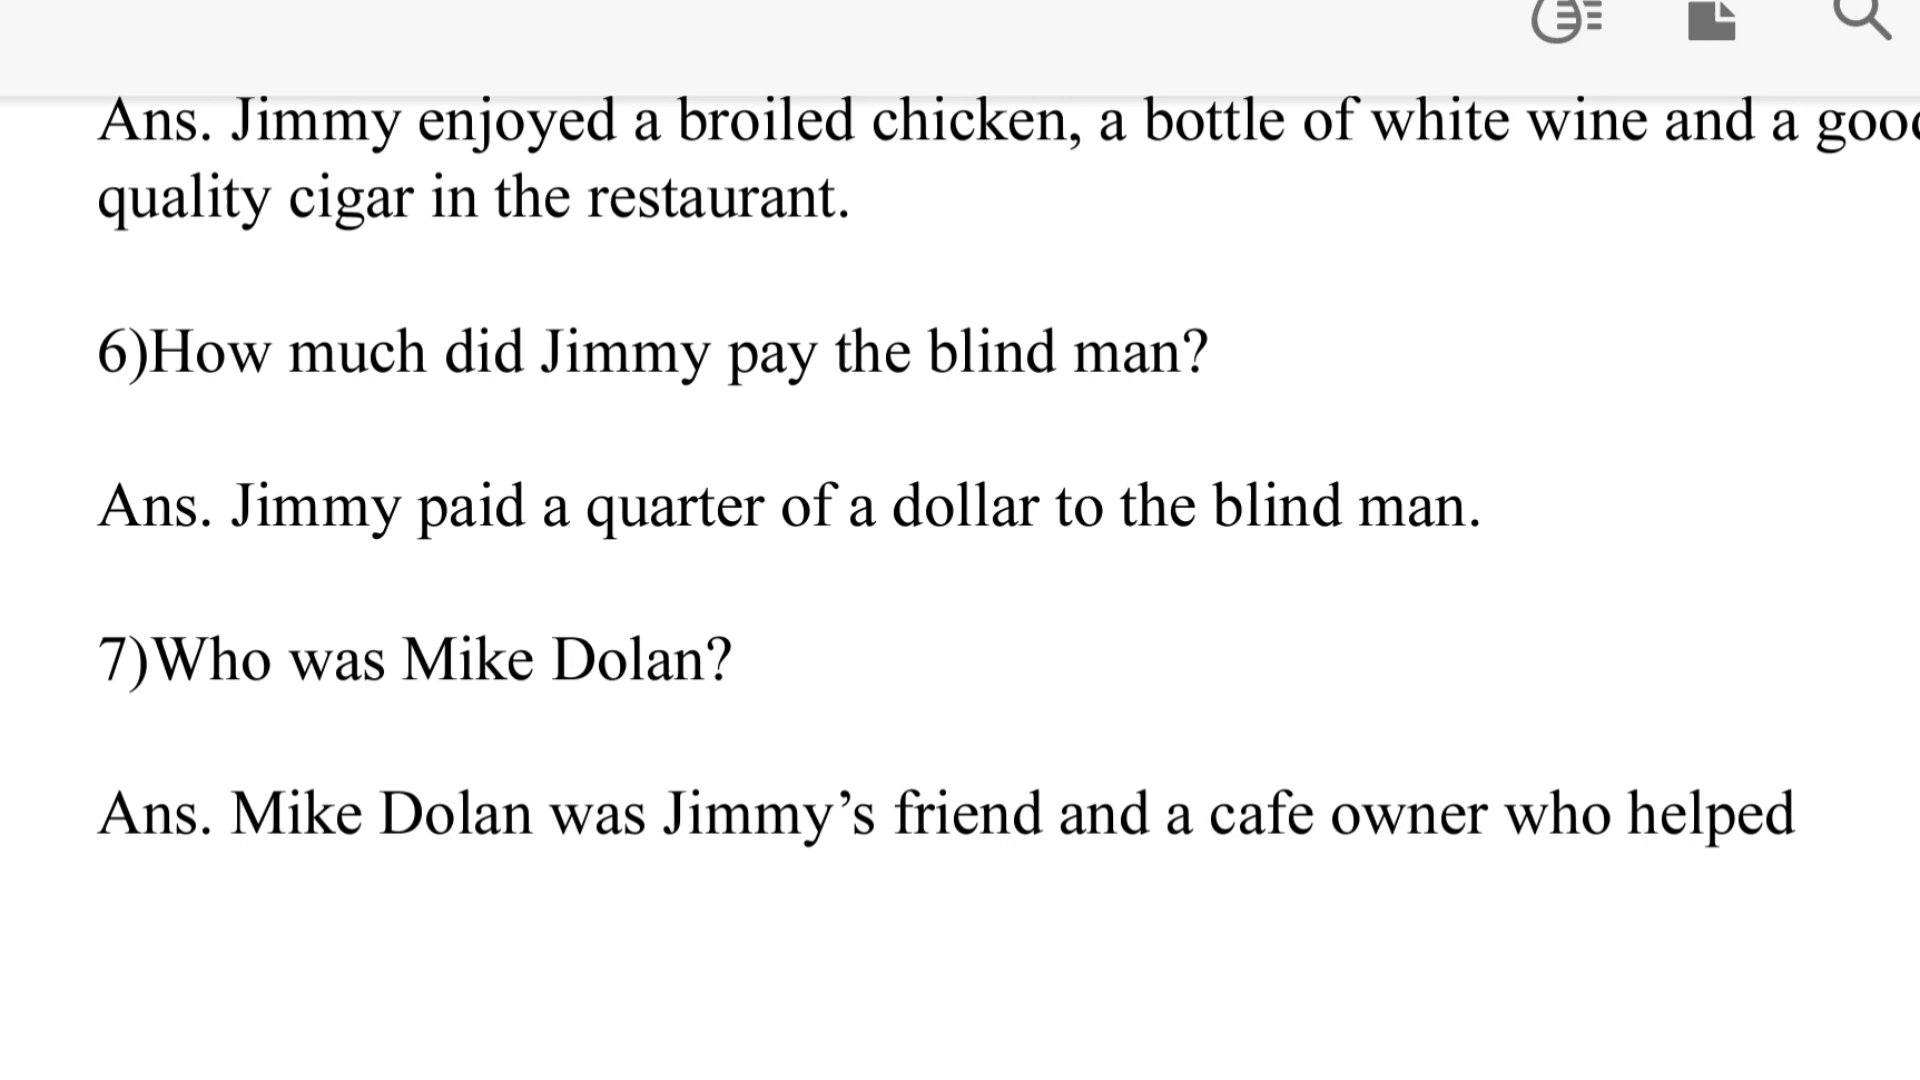 Ans. Jimmy enjoyed a broiled chicken, a bottle of white wine and a
quality cigar in the restaurant.
6)How much did Jimmy pay the blind man?
Ans. Jimmy paid a quarter of a dollar to the blind man.
7)Who was Mike Dolan?
Ans. Mike Dolan was Jimmy’s friend and a cafe owner who helped